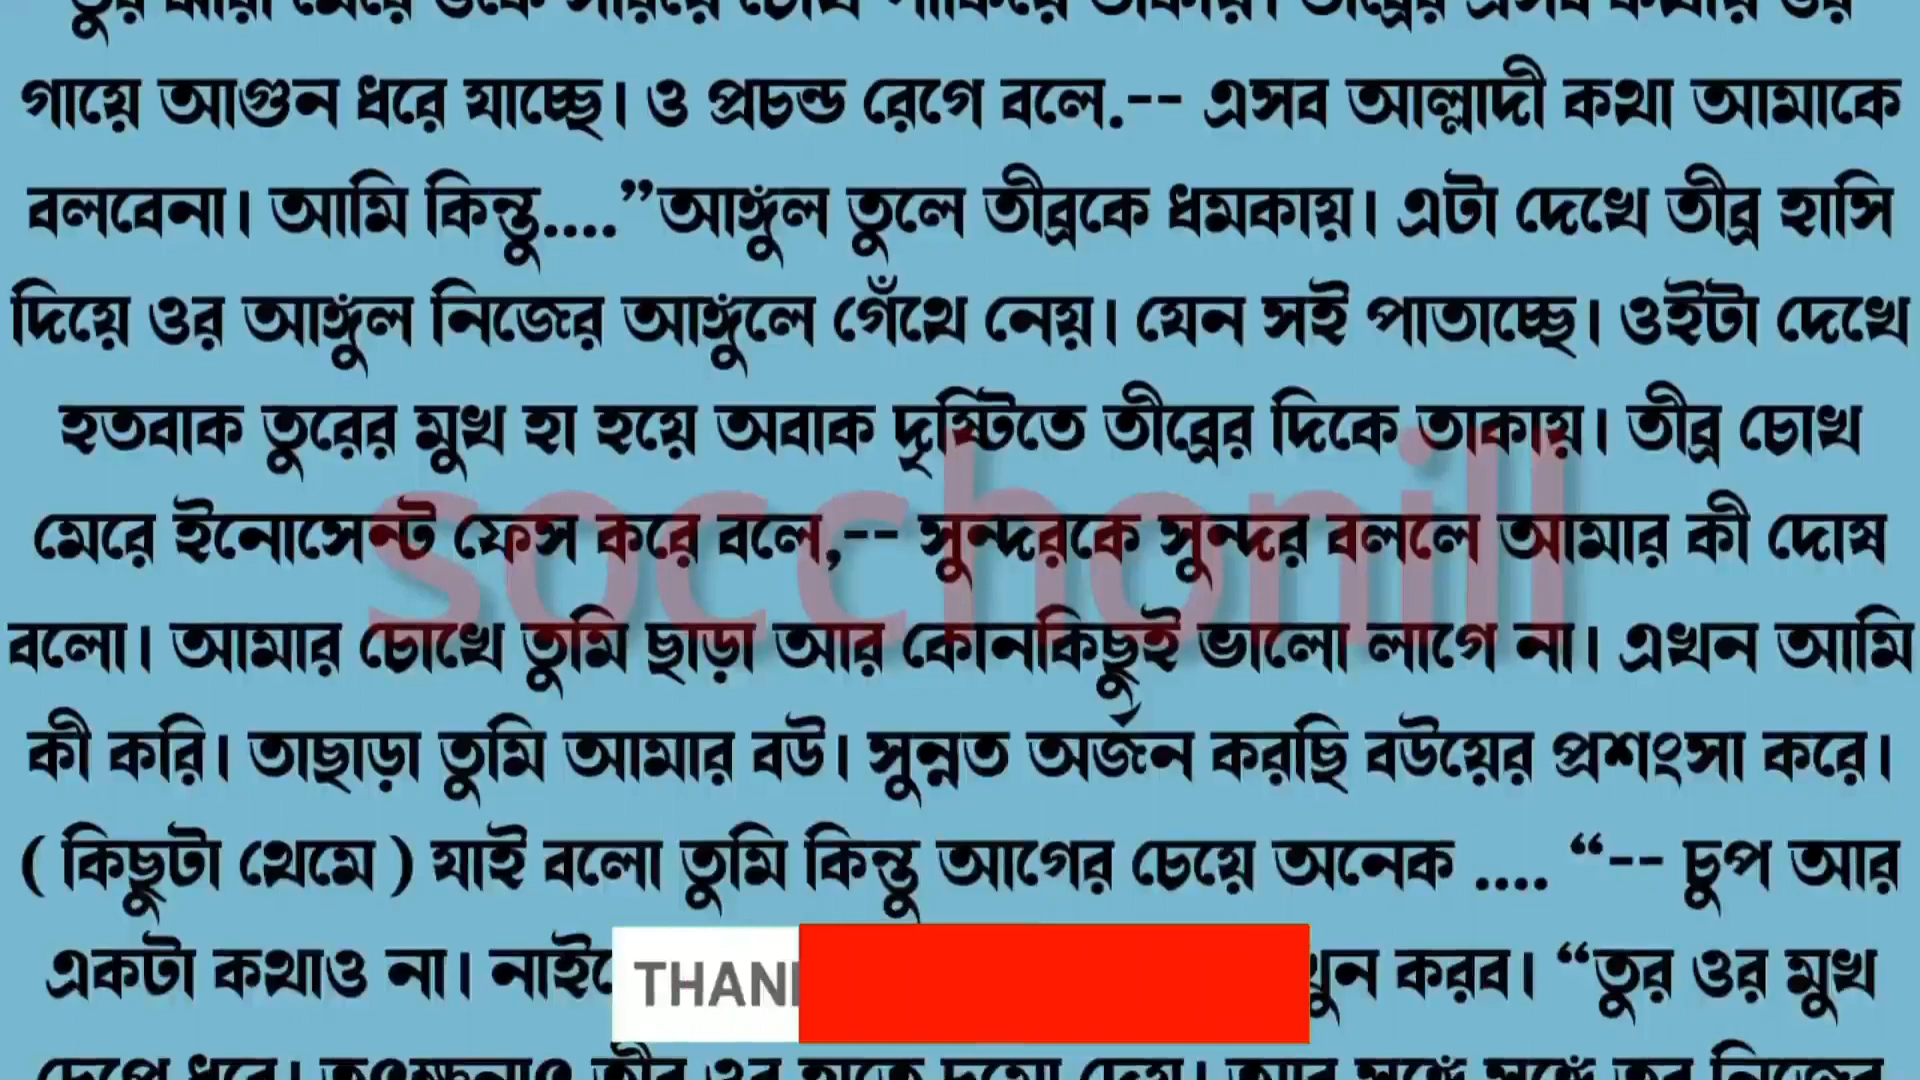 গায়ে আগুন ধরে যাচ্ছে। ও প্রচন্ড রেগে বলে.-- এসব আল্লাদী কথা আমাকে
বলবেনা। আমি কিন্তু....”আঙ্গুল তুলে তীব্রকে ধমকায়। এটা দেখে তীব্র হাসি
দিয়ে ওর আঙ্গুল নিজের আঙ্গুলে গেঁথে নেয়। যেন সই পাতাচ্ছে। ওইটা দেখে
হতবাক তুরের মুখ হা হয়ে অবাক দৃষ্টিতে তীব্রের দিকে তাকায়। তীব্র চোখ
মেরে ইনোসেন্ট ফেস করে বলে,-- সুন্দরকে সুন্দর বললে আমার কী দোষ
socchonill
বলো। আমার চোখে তুমি ছাড়া আর কোনকিছুই ভালো লাগে না। এখন আমি
কী করি। তাছাড়া তুমি আমার বউ। সুন্নত অর্জন করছি বউয়ের প্রশংসা করে।
( কিছুটা থেমে ) যাই বলো তুমি কিন্তু আগের চেয়ে অনেক .... “-- চুপ আর
একটা কথাও না। খুন করব। “তুর ওর মুখ
THAN